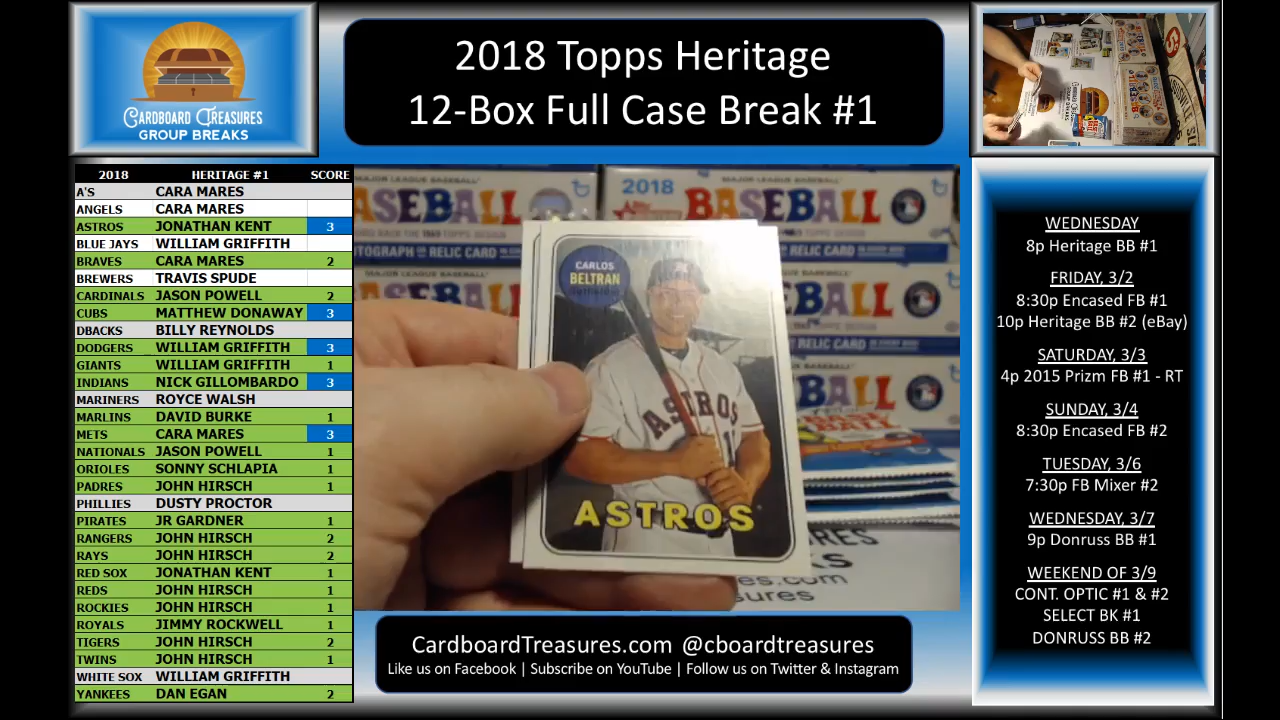 CARDBOARD TREASURES
GROUP BREAKS
2018 Topps Heritage
12-Box Full Case Break #1
2018 HERITAGE #1 SCORE
A'S CARA MARES
ANGELS CARA MARES
ASTROS JONATHAN KENT 3
BLUE JAYS WILLIAM GRIFFITH
BRAVES CARA MARES 2
BREWERS TRAVIS SPUDE
CARDINALS JASON POWELL 2
CUBS MATTHEW DONAWAY 3
DBACKS BILLY REYNOLDS
DODGERS WILLIAM GRIFFITH 3
GIANTS WILLIAM GRIFFITH 1
INDIANS NICK GILLOMBARDO 3
MARINERS ROYCE WALSH
MARLINS DAVID BURKE 1
METS CARA MARES 3
NATIONALS JASON POWELL 1
ORIOLES SONNY SCHLAPIA 1
PADRES JOHN HIRSCH 1
PHILLIES DUSTY PROCTOR
PIRATES JR GARDNER 1
RANGERS JOHN HIRSCH 2
RAYS JOHN HIRSCH 2
RED SOX JONATHAN KENT 1
REDS JOHN HIRSCH 1
ROCKIES JOHN HIRSCH 1
ROYALS JIMMY ROCKWELL 1
TIGERS JOHN HIRSCH 2
TWINS JOHN HIRSCH 1
WHITE SOX WILLIAM GRIFFITH
YANKEES DAN EGAN 2
MAJOR LEAGUE BASEBALL
2018
BASEBALL
CARLOS
BELTRAN
ASTROS
ASTROS
CardboardTreasures.com @cboardtreasures
Like us on Facebook | Subscribe on YouTube | Follow us on Twitter & Instagram
WEDNESDAY
8p Heritage BB #1
FRIDAY, 3/2
8:30p Encased FB #1
10p Heritage BB #2 (eBay)
SATURDAY, 3/3
4p 2015 Prizm FB #1 - RT
SUNDAY, 3/4
8:30p Encased FB #2
TUESDAY, 3/6
7:30p FB Mixer #2
WEDNESDAY, 3/7
9p Donruss BB #1
WEEKEND OF 3/9
CONT. OPTIC #1 & #2
SELECT BK #1
DONRUSS BB #2